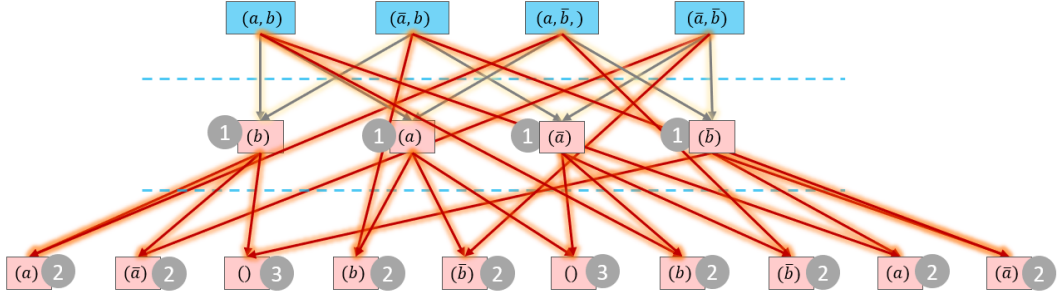 (a, b) (ā, b) (a, b̄,) (ā, b̄)
1 (b) 1 (a) 1 (ā) 1 (b̄)
(a) 2 (ā) 2 () 3 (b) 2 (b̄) 2 () 3 (b) 2 (b̄) 2 (a) 2 (ā) 2